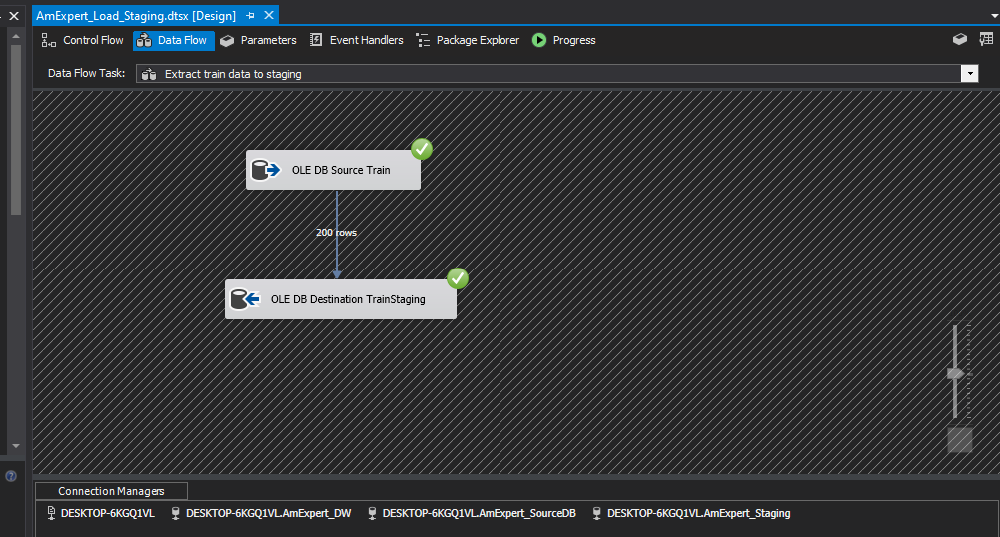 AmExpert_Load_Staging.dtsx [Design]
Control Flow Data Flow Parameters Event Handlers Package Explorer Progress
Data Flow Task: Extract train data to staging
OLE DB Source Train
200 rows
OLE DB Destination TrainStaging
Connection Managers
DESKTOP-6KGQ1VL DESKTOP-6KGQ1VL.AmExpert_DW DESKTOP-6KGQ1VL.AmExpert_SourceDB DESKTOP-6KGQ1VL.AmExpert_Staging